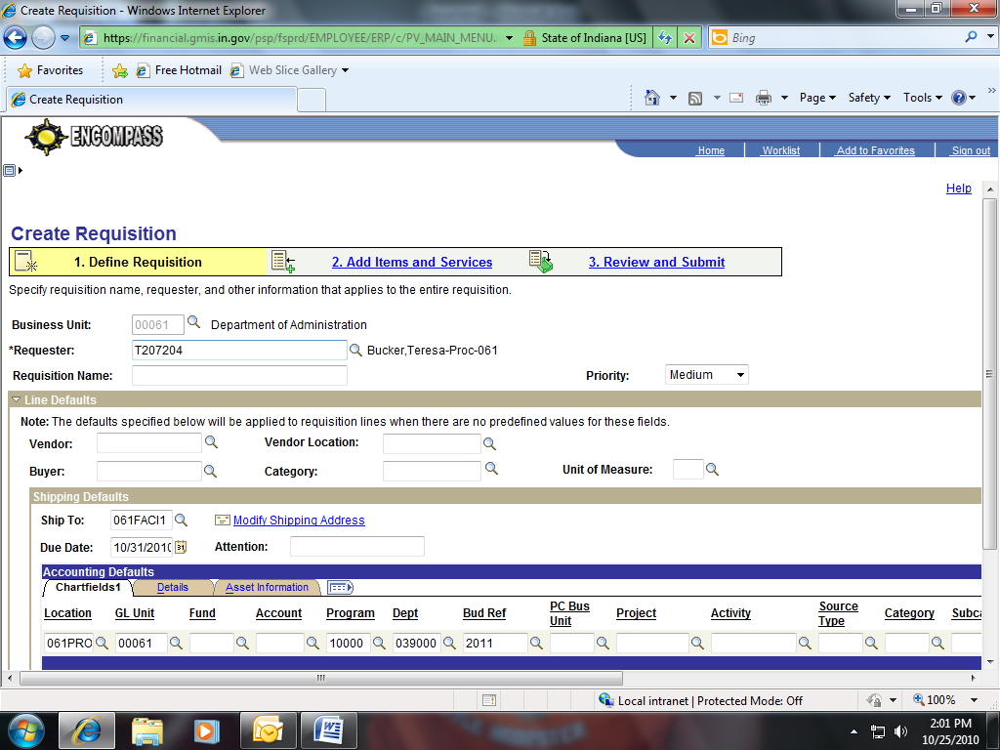 Create Requisition - Windows Internet Explorer
https://financial.gmis.in.gov/psp/fsprd/EMPLOYEE/ERP/c/PV_MAIN_MENU. State of Indiana [US] Bing
Favorites Free Hotmail Web Slice Gallery
Create Requisition Page Safety Tools »
ENCOMPASS
Home Worklist Add to Favorites Sign out
Help
Create Requisition
1. Define Requisition 2. Add Items and Services 3. Review and Submit
Specify requisition name, requester, and other information that applies to the entire requisition.
Business Unit: 00061 Department of Administration
*Requester: T207204 Bucker,Teresa-Proc-061
Requisition Name: Priority: Medium
Line Defaults
Note: The defaults specified below will be applied to requisition lines when there are no predefined values for these fields.
Vendor: Vendor Location:
Buyer: Category: Unit of Measure:
Shipping Defaults
Ship To: 061FACI1 Modify Shipping Address
Due Date: 10/31/2010 31 Attention:
Accounting Defaults
Chartfields1 Details Asset Information
Location GL Unit Fund Account Program Dept Bud Ref PC Bus Unit Project Activity Source Type Category Subca
061PRO 00061 10000 039000 2011
Local intranet | Protected Mode: Off 100%
2:01 PM
10/25/2010